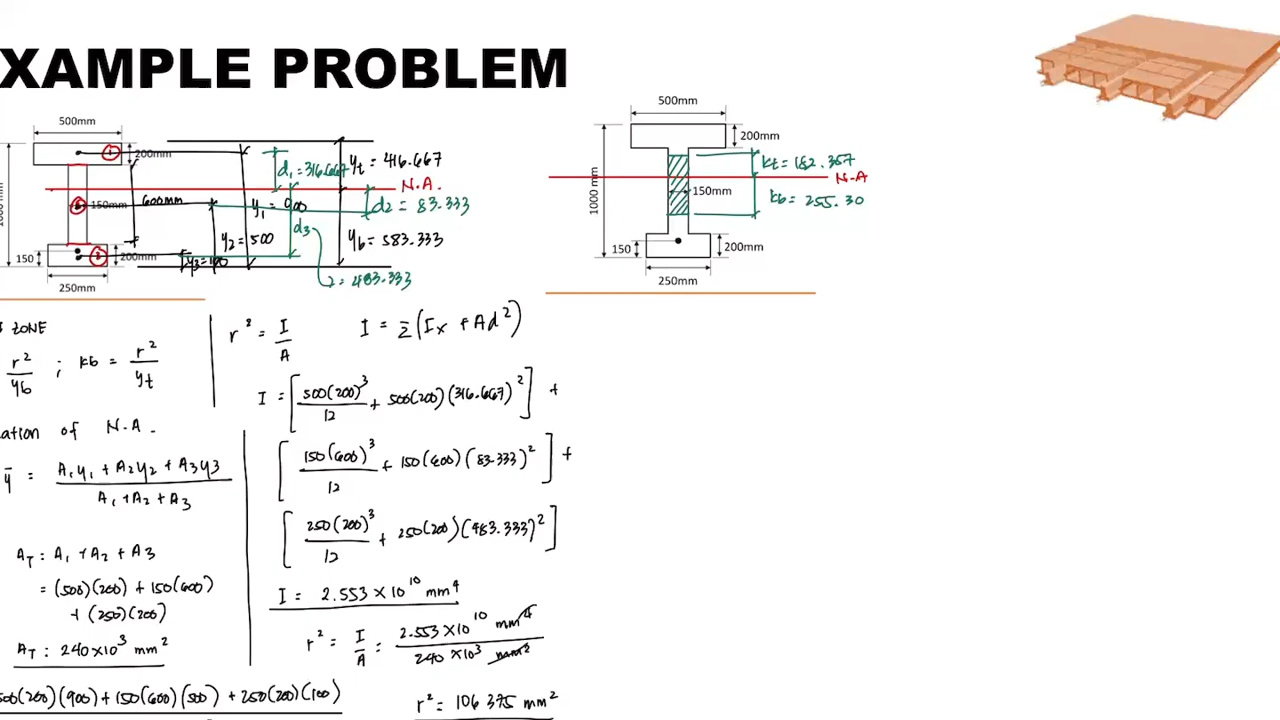 XAMPLE PROBLEM
500mm
200mm
1
d1 = 316.667
yt = 416.667
N.A.
600mm
150mm
y1 = 900
d2 = 83.333
y2 = 500
d3
yb = 583.333
150
200mm
3
y3 = 100
= 483.333
250mm
500mm
200mm
kt = 182.357
N.A
1000 mm
150mm
kb = 255.30
150
200mm
250mm
ZONE
r²/yb ; kb = r²/yt
r² = I/A
I = Σ(Ix + Ad²)
I = [500(200)³/12 + 500(200)(316.667)²] +
[150(600)³/12 + 150(600)(83.333)²] +
[250(200)³/12 + 250(200)(483.333)²]
I = 2.553 × 10¹⁰ mm⁴
r² = I/A = 2.553 × 10¹⁰ mm⁴ / 240 × 10³ mm²
r² = 106 375 mm²
ation of N.A.
ȳ = A1y1 + A2y2 + A3y3 / A1 + A2 + A3
AT = A1 + A2 + A3
= (500)(200) + 150(600)
+ (250)(200)
AT = 240 × 10³ mm²
500(200)(900) + 150(600)(500) + 250(200)(100)